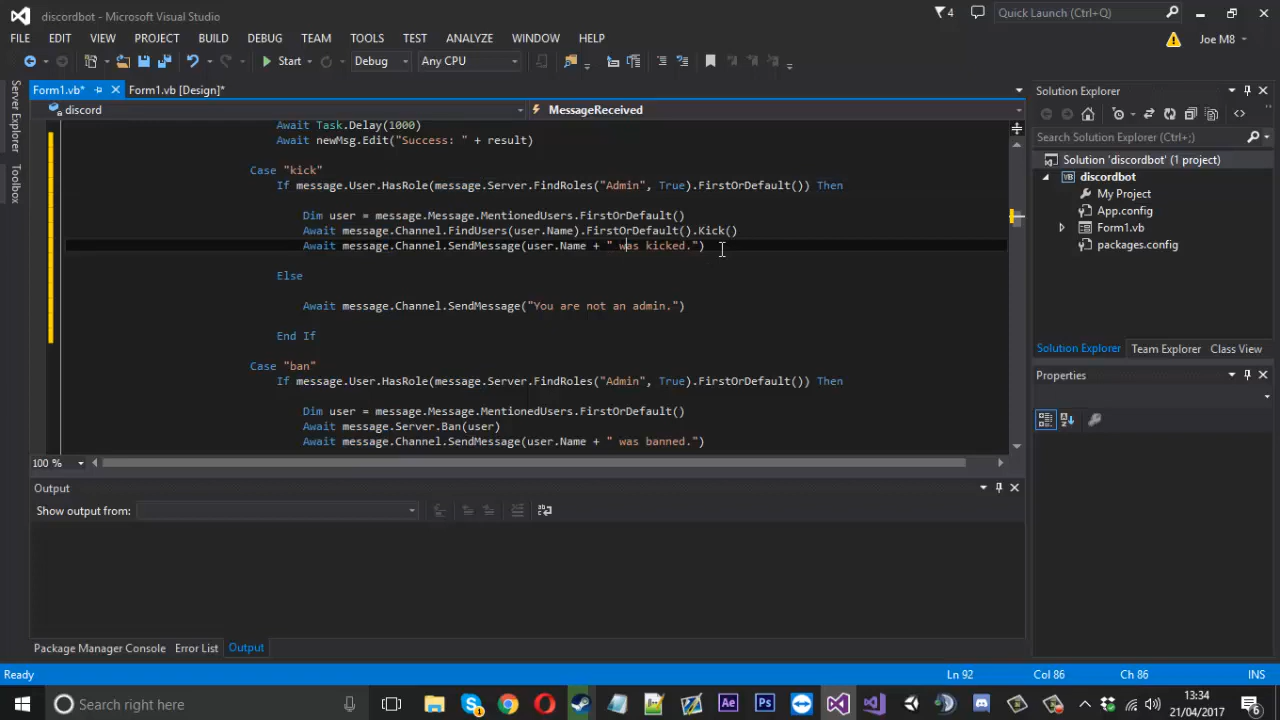 discordbot - Microsoft Visual Studio
4
Quick Launch (Ctrl+Q)
FILE EDIT VIEW PROJECT BUILD DEBUG TEAM TOOLS TEST ANALYZE WINDOW HELP
Joe M8
Start Debug Any CPU
Form1.vb*
Form1.vb [Design]*
discord
MessageReceived
Await Task.Delay(1000)
Await newMsg.Edit("Success: " + result)
Case "kick"
If message.User.HasRole(message.Server.FindRoles("Admin", True).FirstOrDefault()) Then
Dim user = message.Message.MentionedUsers.FirstOrDefault()
Await message.Channel.FindUsers(user.Name).FirstOrDefault().Kick()
Await message.Channel.SendMessage(user.Name + " was kicked.")
Else
Await message.Channel.SendMessage("You are not an admin.")
End If
Case "ban"
If message.User.HasRole(message.Server.FindRoles("Admin", True).FirstOrDefault()) Then
Dim user = message.Message.MentionedUsers.FirstOrDefault()
Await message.Server.Ban(user)
Await message.Channel.SendMessage(user.Name + " was banned.")
100 %
Server Explorer
Toolbox
Solution Explorer
Search Solution Explorer (Ctrl+;)
Solution 'discordbot' (1 project)
VB discordbot
My Project
App.config
Form1.vb
packages.config
Solution Explorer Team Explorer Class View
Properties
Output
Show output from:
Package Manager Console Error List Output
Ready
Ln 92 Col 86 Ch 86 INS
Search Windows
Ae
Ps
13:34
21/04/2017
6